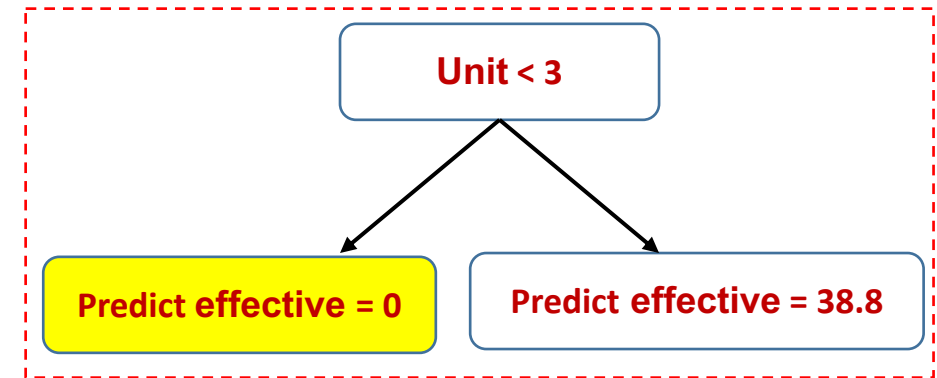 Unit < 3
Predict effective = 0
Predict effective = 38.8